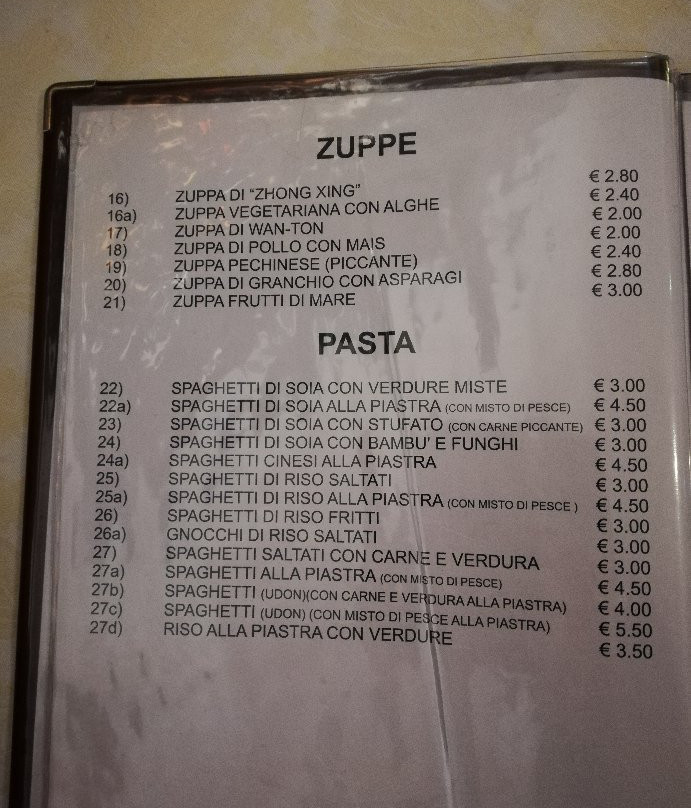 ZUPPE
16) ZUPPA DI "ZHONG XING" € 2.80
16a) ZUPPA VEGETARIANA CON ALGHE € 2.40
17) ZUPPA DI WAN-TON € 2.00
18) ZUPPA DI POLLO CON MAIS € 2.00
19) ZUPPA PECHINESE (PICCANTE) € 2.40
20) ZUPPA DI GRANCHIO CON ASPARAGI € 2.80
21) ZUPPA FRUTTI DI MARE € 3.00
PASTA
22) SPAGHETTI DI SOIA CON VERDURE MISTE € 3.00
22a) SPAGHETTI DI SOIA ALLA PIASTRA (CON MISTO DI PESCE) € 4.50
23) SPAGHETTI DI SOIA CON STUFATO (CON CARNE PICCANTE) € 3.00
24) SPAGHETTI DI SOIA CON BAMBU' E FUNGHI € 3.00
24a) SPAGHETTI CINESI ALLA PIASTRA € 4.50
25) SPAGHETTI DI RISO SALTATI € 3.00
25a) SPAGHETTI DI RISO ALLA PIASTRA (CON MISTO DI PESCE ) € 4.50
26) SPAGHETTI DI RISO FRITTI € 3.00
26a) GNOCCHI DI RISO SALTATI € 3.00
27) SPAGHETTI SALTATI CON CARNE E VERDURA € 3.00
27a) SPAGHETTI ALLA PIASTRA (CON MISTO DI PESCE) € 4.50
27b) SPAGHETTI (UDON)(CON CARNE E VERDURA ALLA PIASTRA) € 4.00
27c) SPAGHETTI (UDON) (CON MISTO DI PESCE ALLA PIASTRA) € 5.50
27d) RISO ALLA PIASTRA CON VERDURE € 3.50